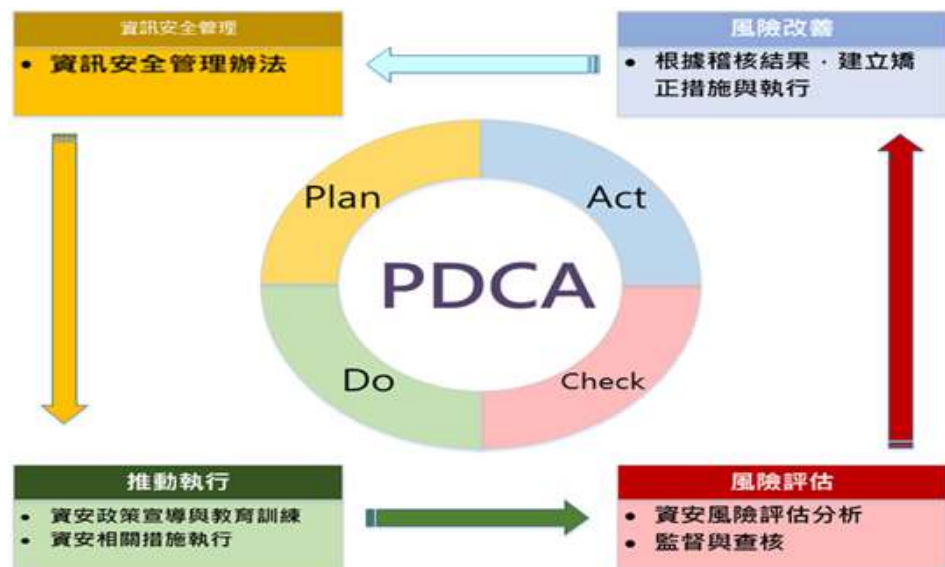 資訊安全管理
• 資訊安全管理辦法
風險改善
• 根據稽核結果，建立矯
正措施與執行
Plan
Act
PDCA
Do
Check
推動執行
• 資安政策宣導與教育訓練
• 資安相關措施執行
風險評估
• 資安風險評估分析
• 監督與查核